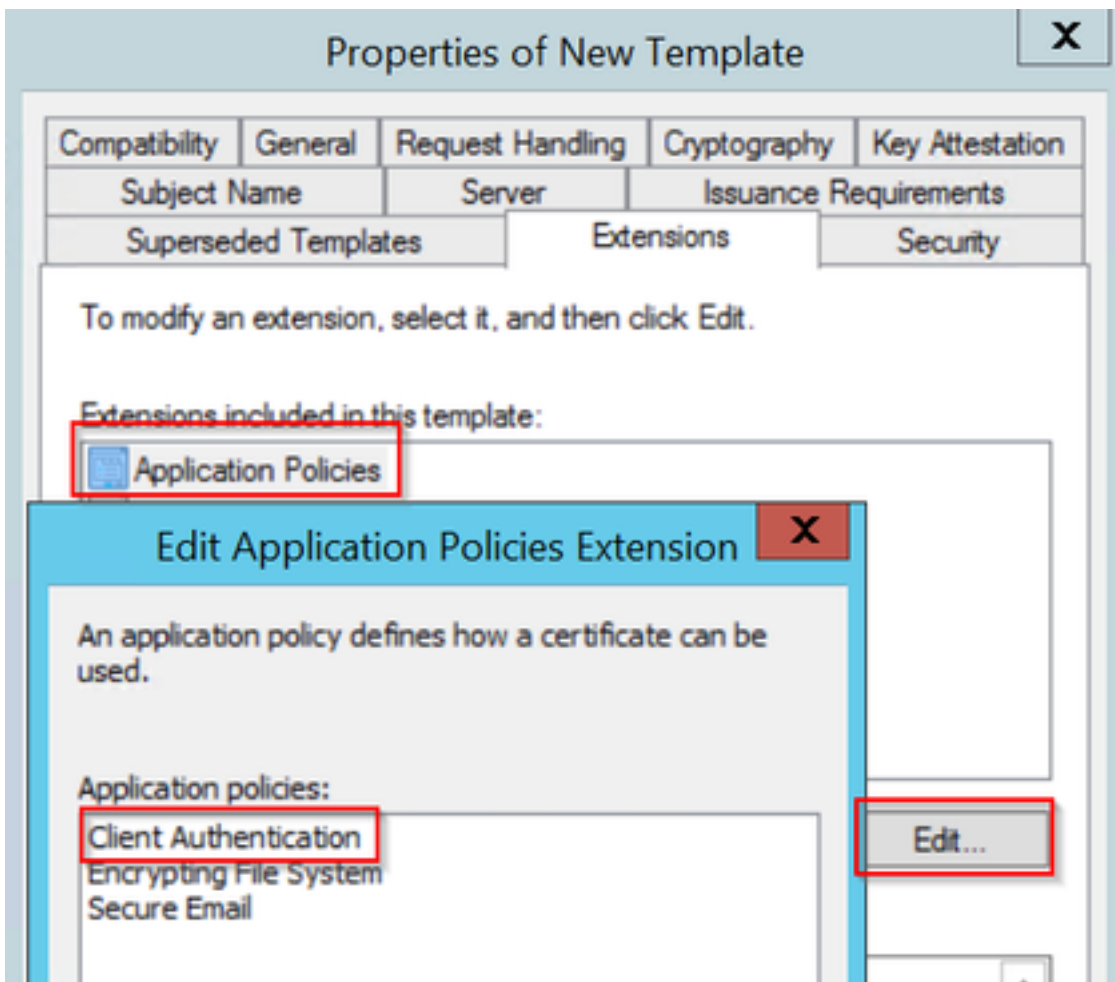 Properties of New Template
X
Compatibility General Request Handling Cryptography Key Attestation
Subject Name Server Issuance Requirements
Superseded Templates Extensions Security
To modify an extension, select it, and then click Edit.
Extensions included in this template:
Application Policies
Edit Application Policies Extension
X
An application policy defines how a certificate can be
used.
Application policies:
Client Authentication
Encrypting File System
Secure Email
Edit...